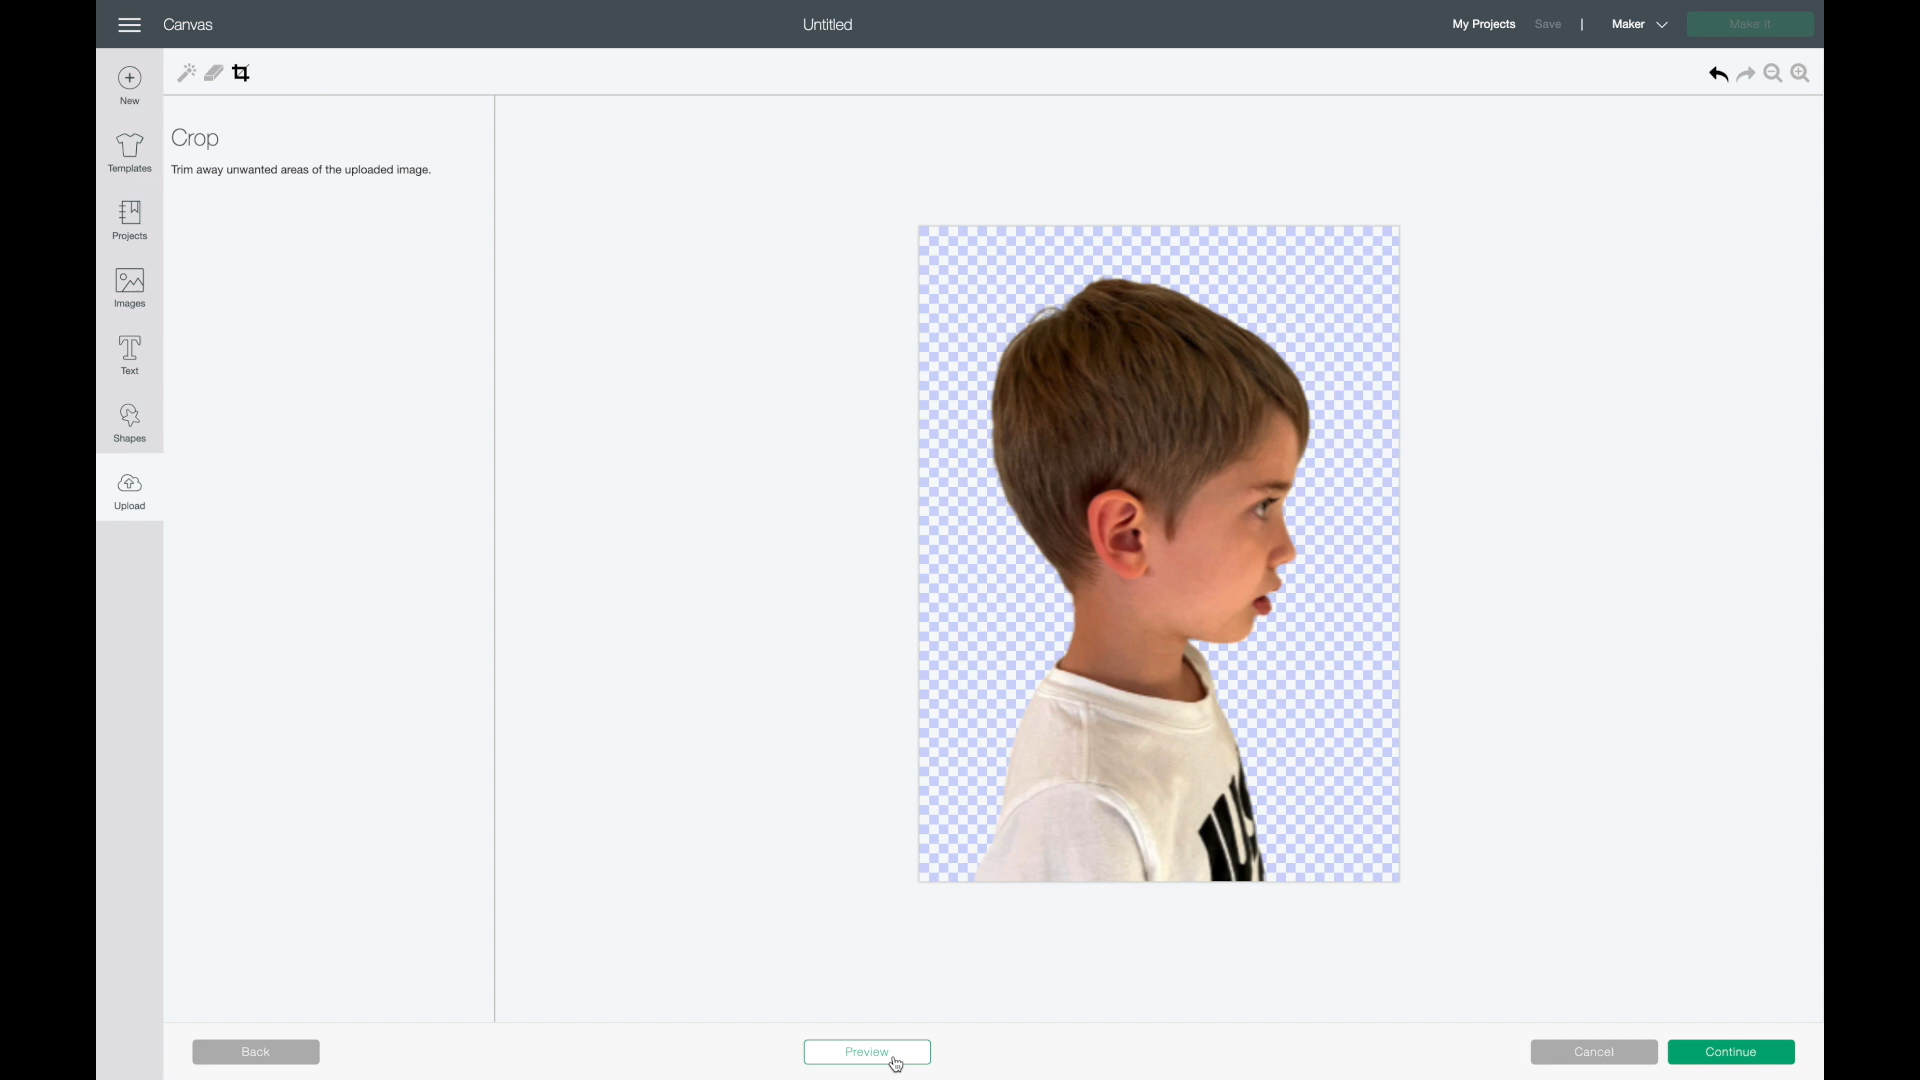 Canvas
Untitled
My Projects
Save
|
Maker
Make It
New
Templates
Projects
Images
Text
Shapes
Upload
Crop
Trim away unwanted areas of the uploaded image.
Back
Preview
Cancel
Continue